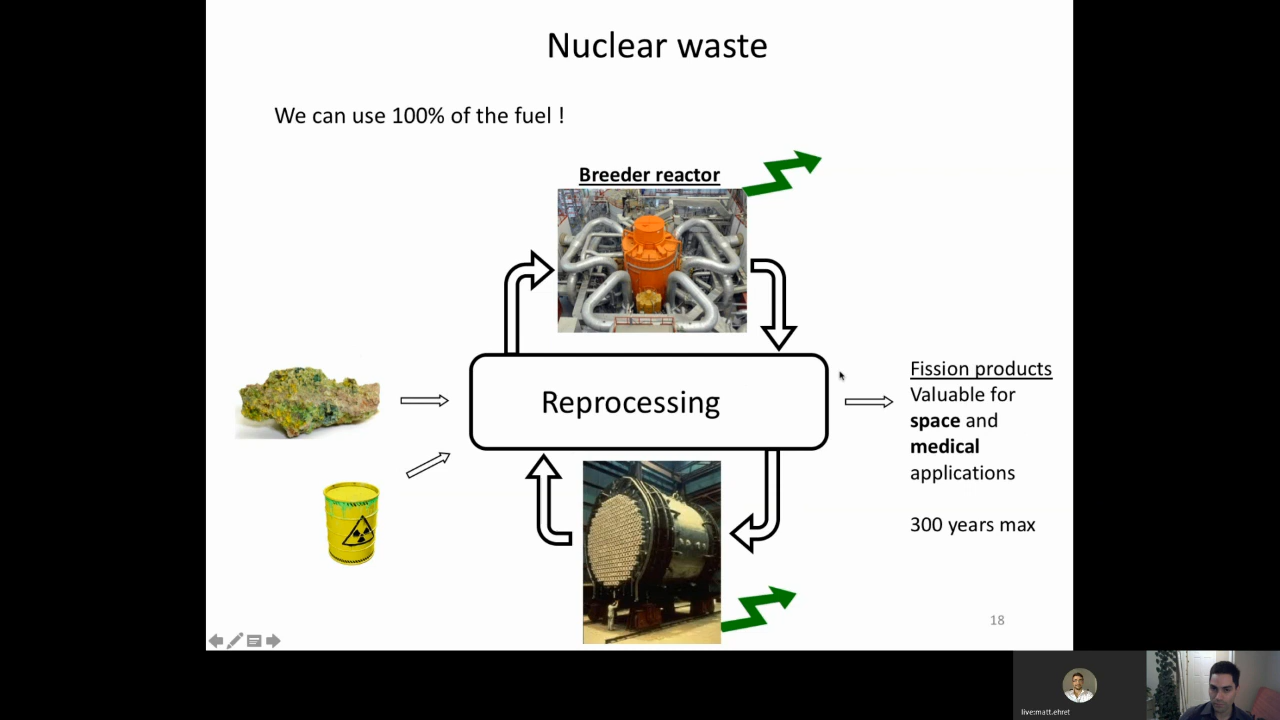 Nuclear waste
We can use 100% of the fuel !
Breeder reactor
Reprocessing
Fission products
Valuable for
space and
medical
applications
300 years max
18
live:matt.ehret